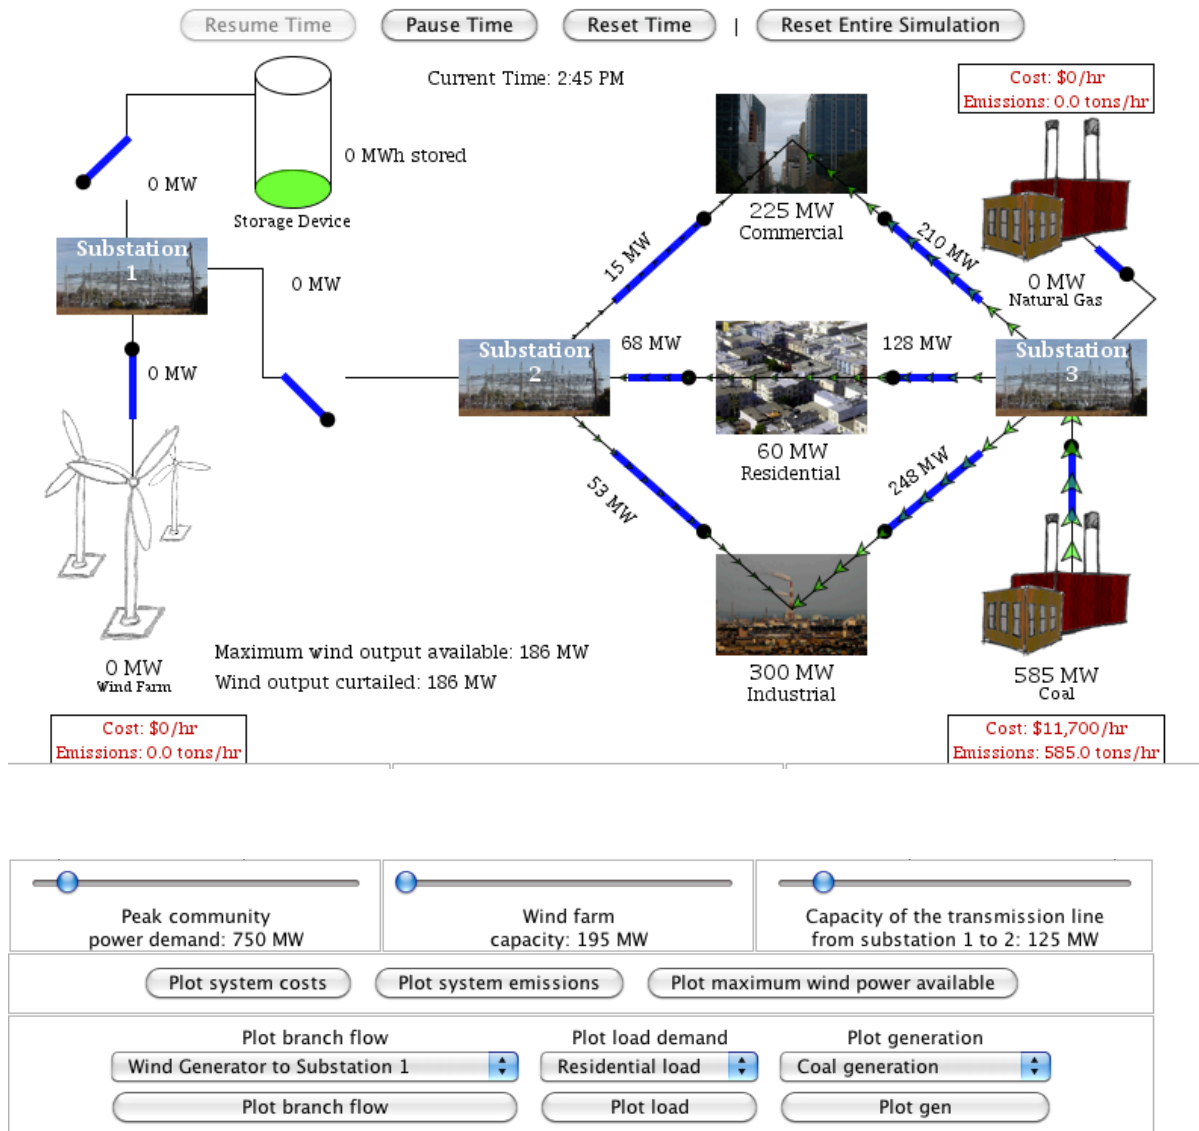 Resume Time
Pause Time
Reset Time
|
Reset Entire Simulation
Current Time: 2:45 PM
Cost: $0/hr
Emissions: 0.0 tons/hr
0 MWh stored
0 MW
Storage Device
225 MW
Commercial
Substation
1
0 MW
15 MW
210 MW
0 MW
Natural Gas
0 MW
Substation
2
68 MW
128 MW
Substation
3
60 MW
Residential
53 MW
248 MW
Maximum wind output available: 186 MW
Wind output curtailed: 186 MW
0 MW
Wind Farm
300 MW
Industrial
585 MW
Coal
Cost: $0/hr
Emissions: 0.0 tons/hr
Cost: $11,700/hr
Emissions: 585.0 tons/hr
Peak community
power demand: 750 MW
Wind farm
capacity: 195 MW
Capacity of the transmission line
from substation 1 to 2: 125 MW
Plot system costs
Plot system emissions
Plot maximum wind power available
Plot branch flow
Plot load demand
Plot generation
Wind Generator to Substation 1
Residential load
Coal generation
Plot branch flow
Plot load
Plot gen